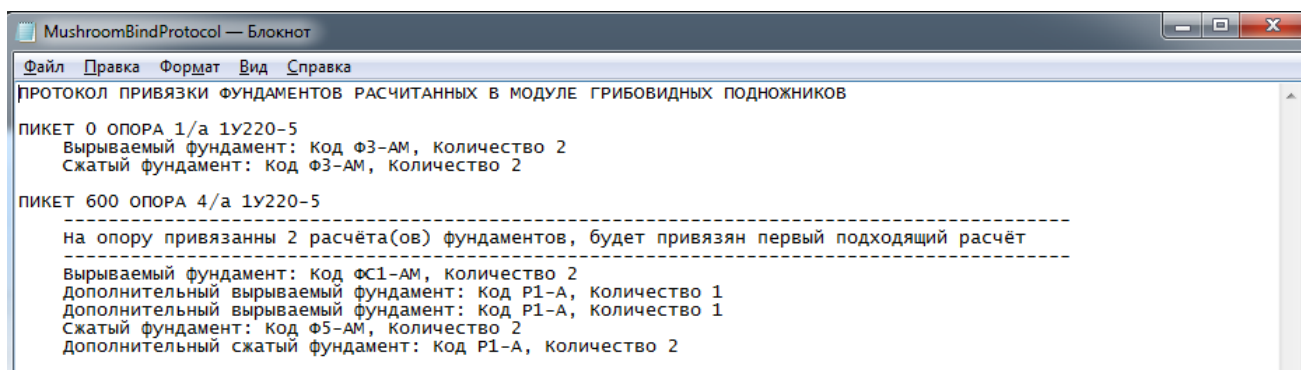 MushroomBindProtocol — Блокнот
Файл Правка Формат Вид Справка
ПРОТОКОЛ ПРИВЯЗКИ ФУНДАМЕНТОВ РАСЧИТАННЫХ В МОДУЛЕ ГРИБОВИДНЫХ ПОДНОЖНИКОВ
ПИКЕТ 0 ОПОРА 1/а 1У220-5
Вырываемый фундамент: Код Ф3-АМ, Количество 2
Сжатый фундамент: Код Ф3-АМ, Количество 2
ПИКЕТ 600 ОПОРА 4/а 1У220-5
--------------------------------------------------------------------------------
На опору привязанны 2 расчёта(ов) фундаментов, будет привязян первый подходящий расчёт
--------------------------------------------------------------------------------
Вырываемый фундамент: Код ФС1-АМ, Количество 2
Дополнительный вырываемый фундамент: Код Р1-А, Количество 1
Дополнительный вырываемый фундамент: Код Р1-А, Количество 1
Сжатый фундамент: Код Ф5-АМ, Количество 2
Дополнительный сжатый фундамент: Код Р1-А, Количество 2